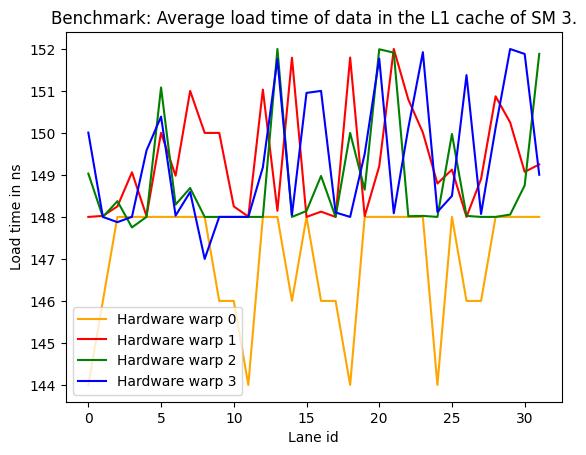 Benchmark: Average load time of data in the L1 cache of SM 3.
Load time in ns
152
151
150
149
148
147
146
145
144
Hardware warp 0
Hardware warp 1
Hardware warp 2
Hardware warp 3
0 5 10 15 20 25 30
Lane id